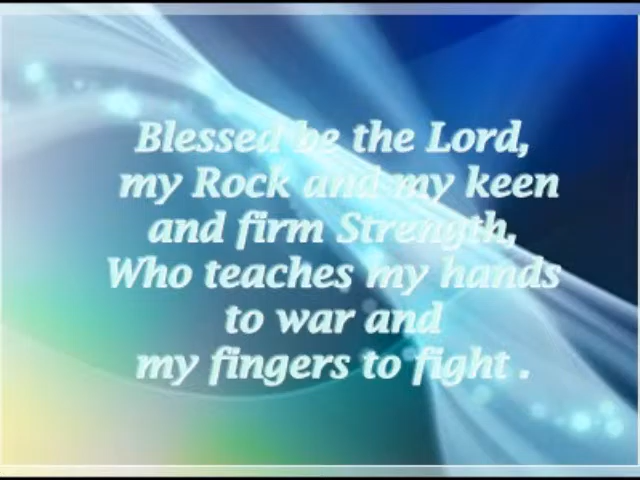 Blessed be the Lord,
my Rock and my keen
and firm Strength,
Who teaches my hands
to war and
my fingers to fight .